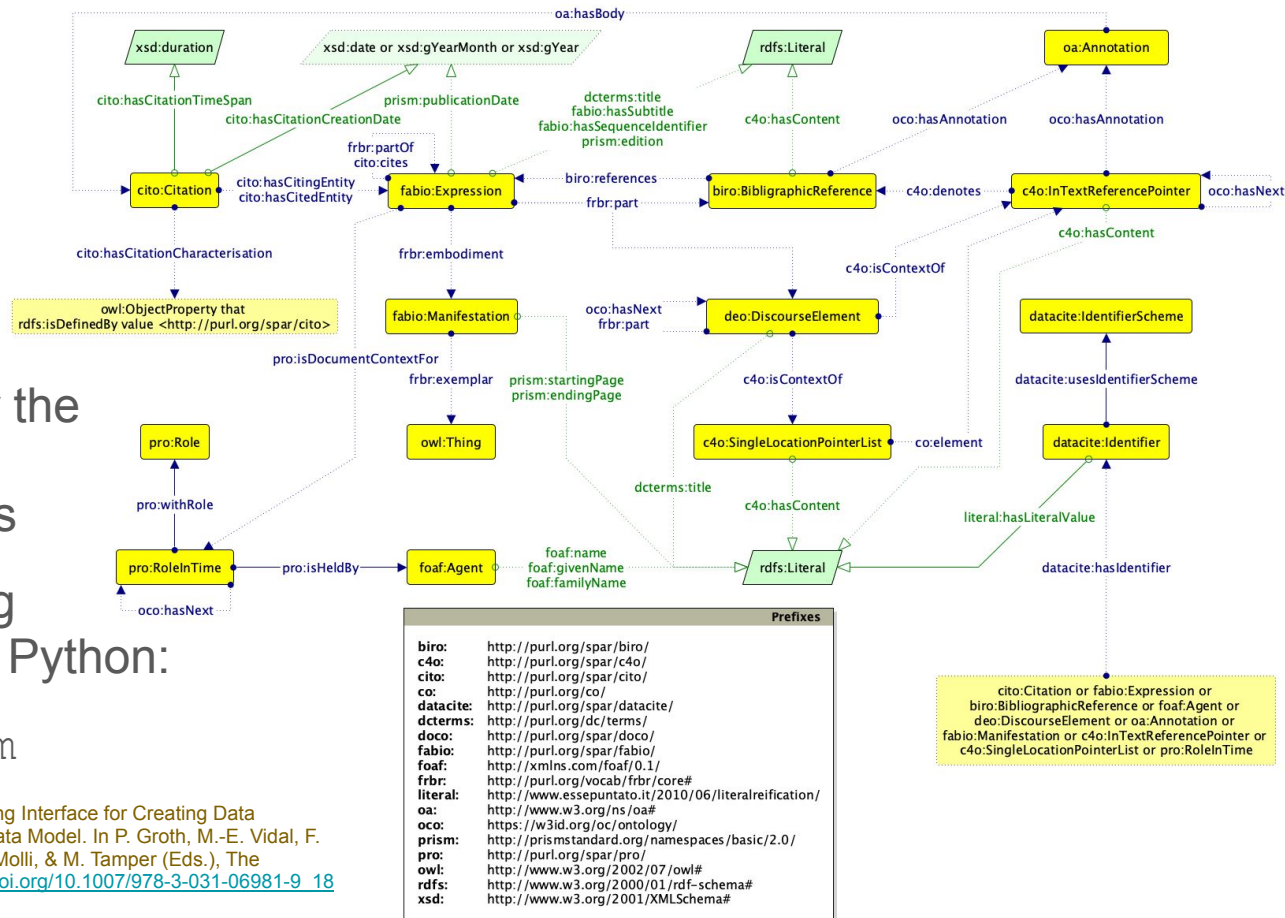 oa:hasBody
xsd:duration
xsd:date or xsd:gYearMonth or xsd:gYear
rdfs:Literal
oa:Annotation
cito:hasCitationTimeSpan
cito:hasCitationCreationDate
prism:publicationDate
dcterms:title
fabio:hasSubtitle
fabio:hasSequenceIdentifier
prism:edition
c4o:hasContent
oco:hasAnnotation
oco:hasAnnotation
frbr:partOf
cito:cites
cito:Citation
cito:hasCitingEntity
cito:hasCitedEntity
fabio:Expression
biro:references
frbr:part
biro:BibligraphicReference
c4o:denotes
c4o:InTextReferencePointer
oco:hasNext
c4o:hasContent
cito:hasCitationCharacterisation
frbr:embodiment
c4o:isContextOf
owl:ObjectProperty that
rdfs:isDefinedBy value <http://purl.org/spar/cito>
fabio:Manifestation
oco:hasNext
frbr:part
deo:DiscourseElement
datacite:IdentifierScheme
pro:isDocumentContextFor
frbr:exemplar
prism:startingPage
prism:endingPage
c4o:isContextOf
datacite:usesIdentifierScheme
the
pro:Role
owl:Thing
c4o:SingleLocationPointerList
co:element
datacite:Identifier
pro:withRole
dcterms:title
c4o:hasContent
literal:hasLiteralValue
s
pro:RoleInTime
pro:isHeldBy
foaf:Agent
foaf:name
foaf:givenName
foaf:familyName
rdfs:Literal
datacite:hasIdentifier
oco:hasNext
g
Python:
m
Prefixes
biro: http://purl.org/spar/biro/
c4o: http://purl.org/spar/c4o/
cito: http://purl.org/spar/cito/
co: http://purl.org/co/
datacite: http://purl.org/spar/datacite/
dcterms: http://purl.org/dc/terms/
doco: http://purl.org/spar/doco/
fabio: http://purl.org/spar/fabio/
foaf: http://xmlns.com/foaf/0.1/
frbr: http://purl.org/vocab/frbr/core#
literal: http://www.essepuntato.it/2010/06/literalreification/
oa: http://www.w3.org/ns/oa#
oco: https://w3id.org/oc/ontology/
prism: http://prismstandard.org/namespaces/basic/2.0/
pro: http://purl.org/spar/pro/
owl: http://www.w3.org/2002/07/owl#
rdfs: http://www.w3.org/2000/01/rdf-schema#
xsd: http://www.w3.org/2001/XMLSchema#
cito:Citation or fabio:Expression or
biro:BibliographicReference or foaf:Agent or
deo:DiscourseElement or oa:Annotation or
fabio:Manifestation or c4o:InTextReferencePointer or
c4o:SingleLocationPointerList or pro:RoleInTime
ng Interface for Creating Data
ata Model. In P. Groth, M.-E. Vidal, F.
Molli, & M. Tamper (Eds.), The
oi.org/10.1007/978-3-031-06981-9_18